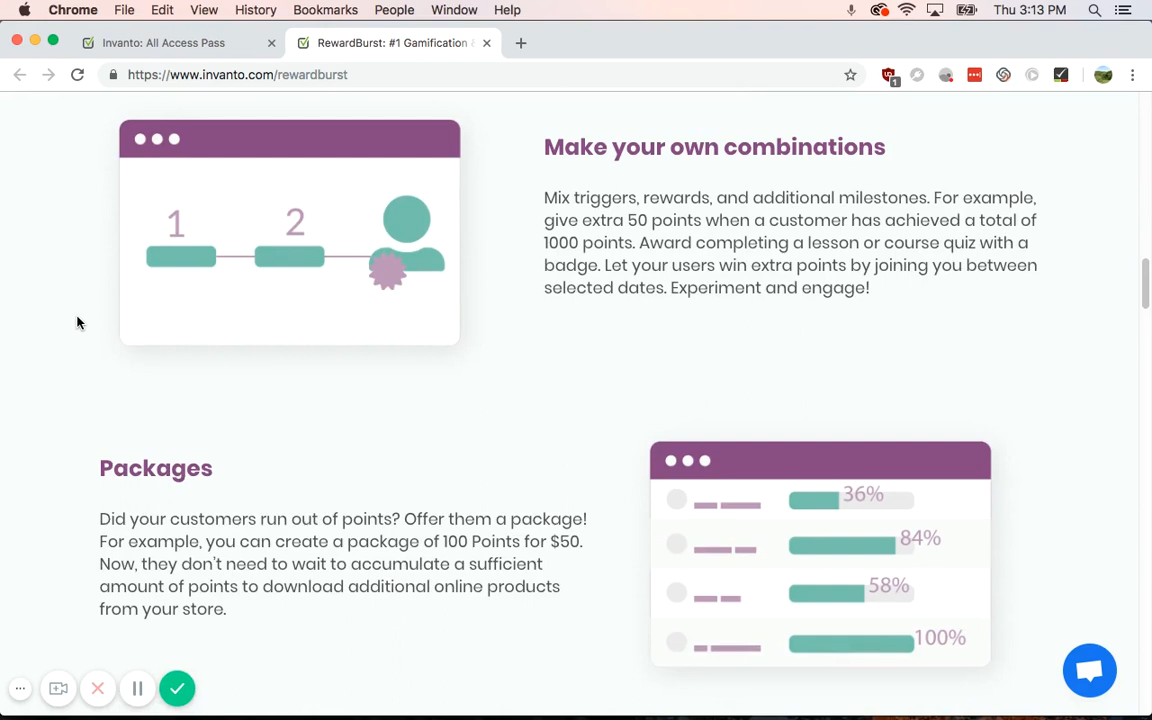 Chrome File Edit View History Bookmarks People Window Help Thu 3:13 PM
Invanto: All Access Pass
RewardBurst: #1 Gamification
https://www.invanto.com/rewardburst
1
1 2
Make your own combinations
Mix triggers, rewards, and additional milestones. For example,
give extra 50 points when a customer has achieved a total of
1000 points. Award completing a lesson or course quiz with a
badge. Let your users win extra points by joining you between
selected dates. Experiment and engage!
Packages
Did your customers run out of points? Offer them a package!
For example, you can create a package of 100 Points for $50.
Now, they don't need to wait to accumulate a sufficient
amount of points to download additional online products
from your store.
36%
84%
58%
100%